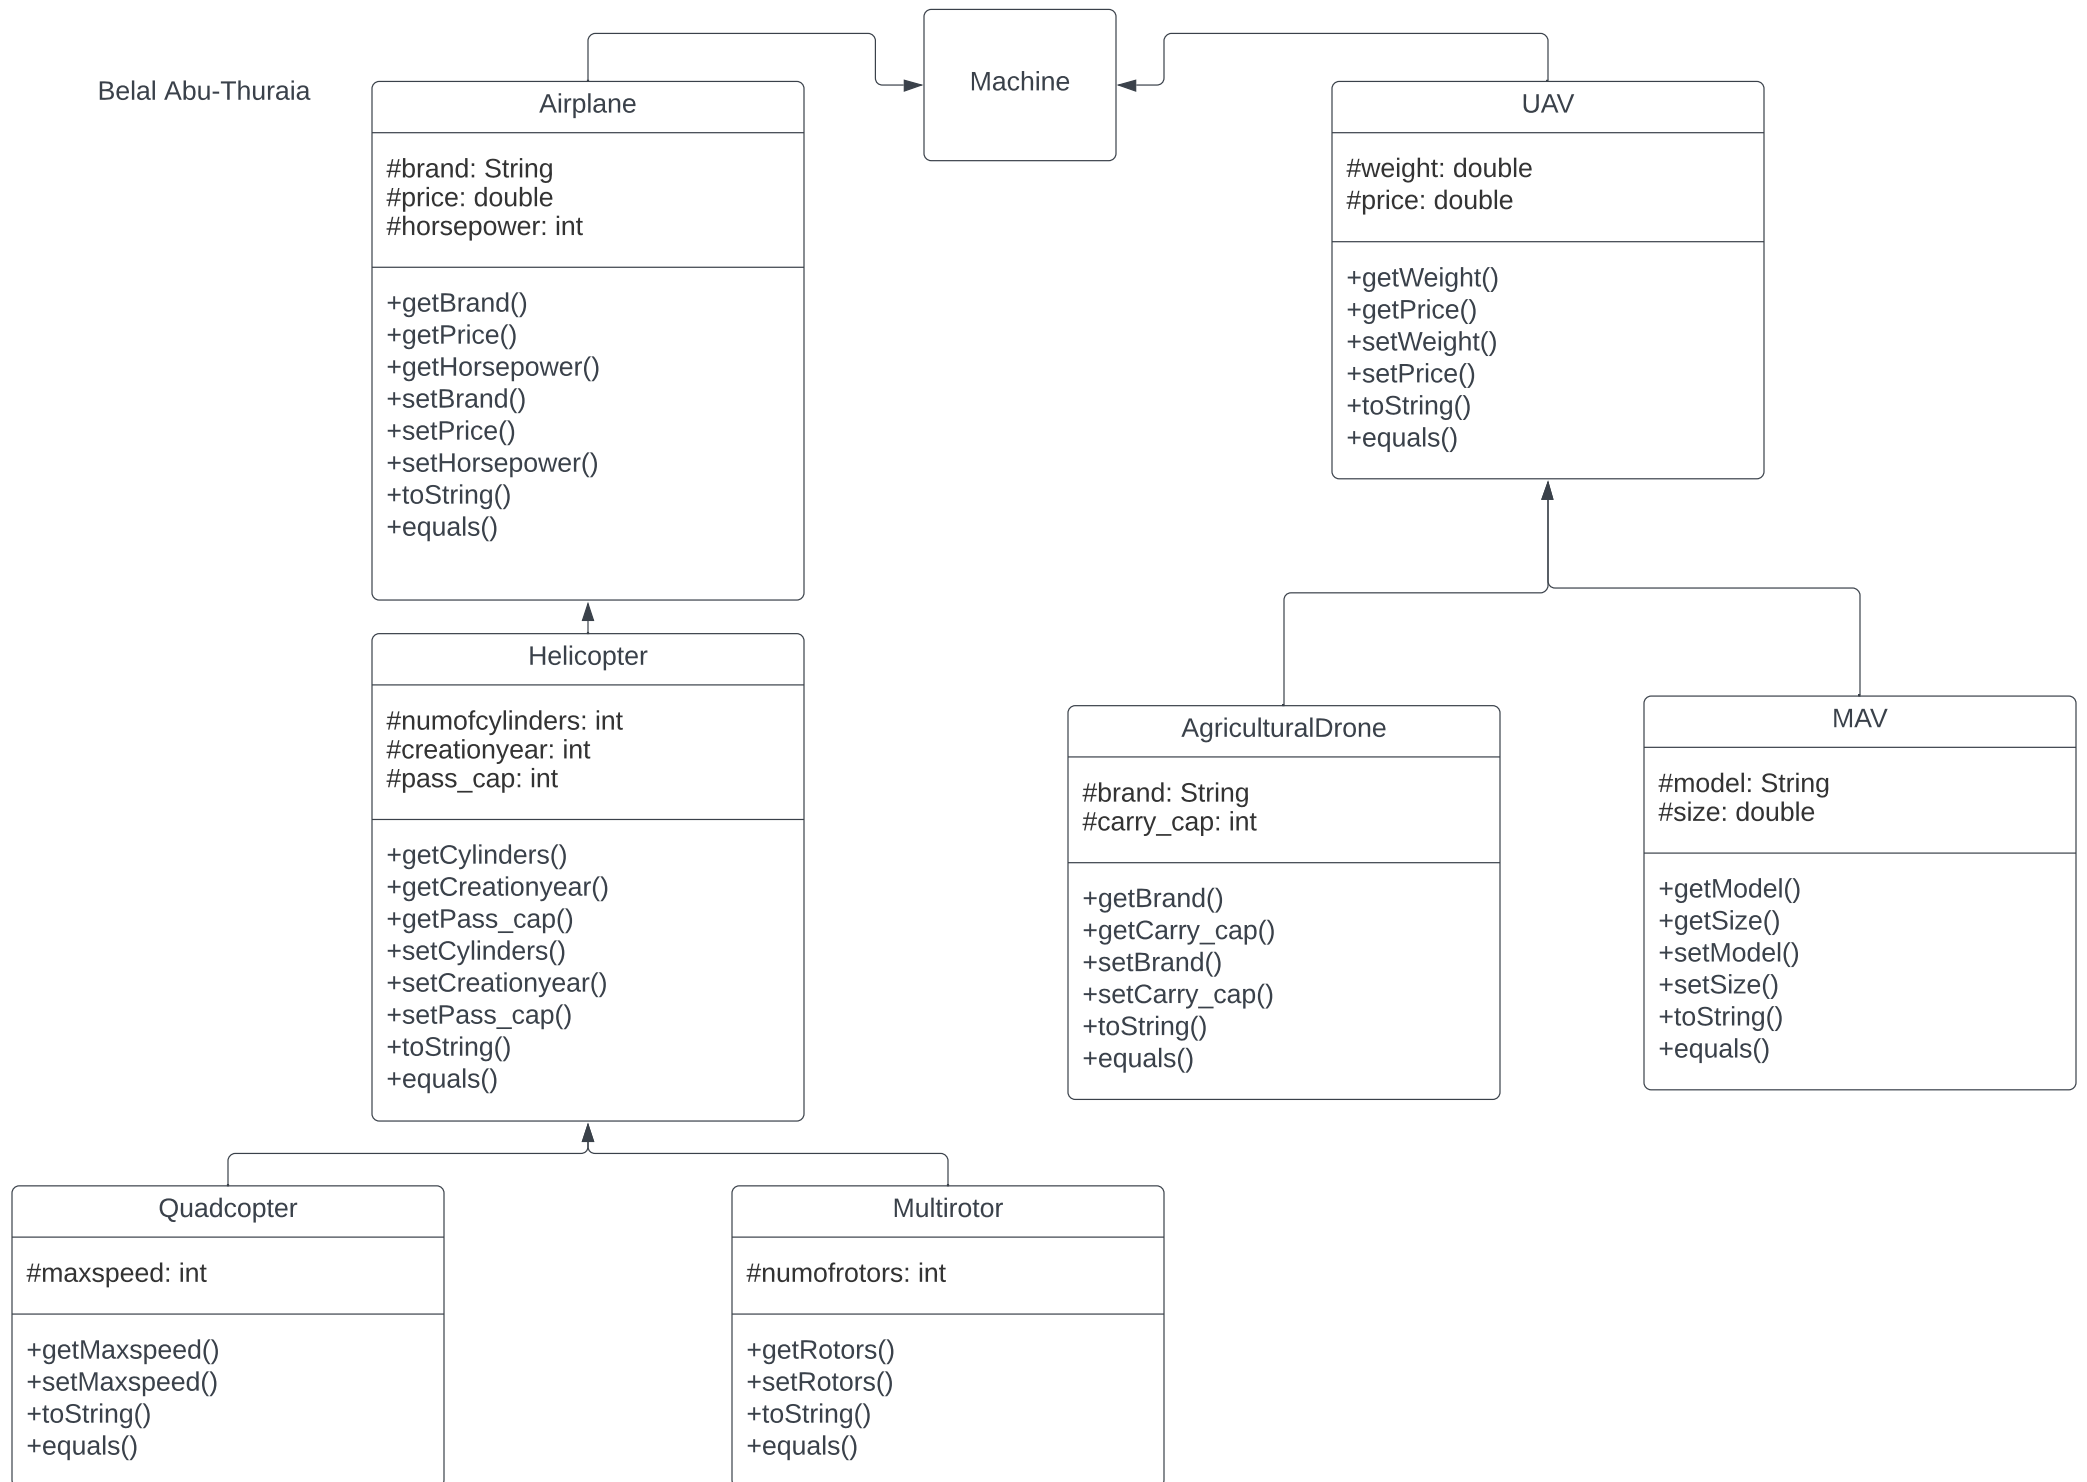 Belal Abu-Thuraia
Machine
Airplane
#brand: String
#price: double
#horsepower: int
+getBrand()
+getPrice()
+getHorsepower()
+setBrand()
+setPrice()
+setHorsepower()
+toString()
+equals()
UAV
#weight: double
#price: double
+getWeight()
+getPrice()
+setWeight()
+setPrice()
+toString()
+equals()
Helicopter
#numofcylinders: int
#creationyear: int
#pass_cap: int
+getCylinders()
+getCreationyear()
+getPass_cap()
+setCylinders()
+setCreationyear()
+setPass_cap()
+toString()
+equals()
AgriculturalDrone
#brand: String
#carry_cap: int
+getBrand()
+getCarry_cap()
+setBrand()
+setCarry_cap()
+toString()
+equals()
MAV
#model: String
#size: double
+getModel()
+getSize()
+setModel()
+setSize()
+toString()
+equals()
Quadcopter
#maxspeed: int
+getMaxspeed()
+setMaxspeed()
+toString()
+equals()
Multirotor
#numofrotors: int
+getRotors()
+setRotors()
+toString()
+equals()